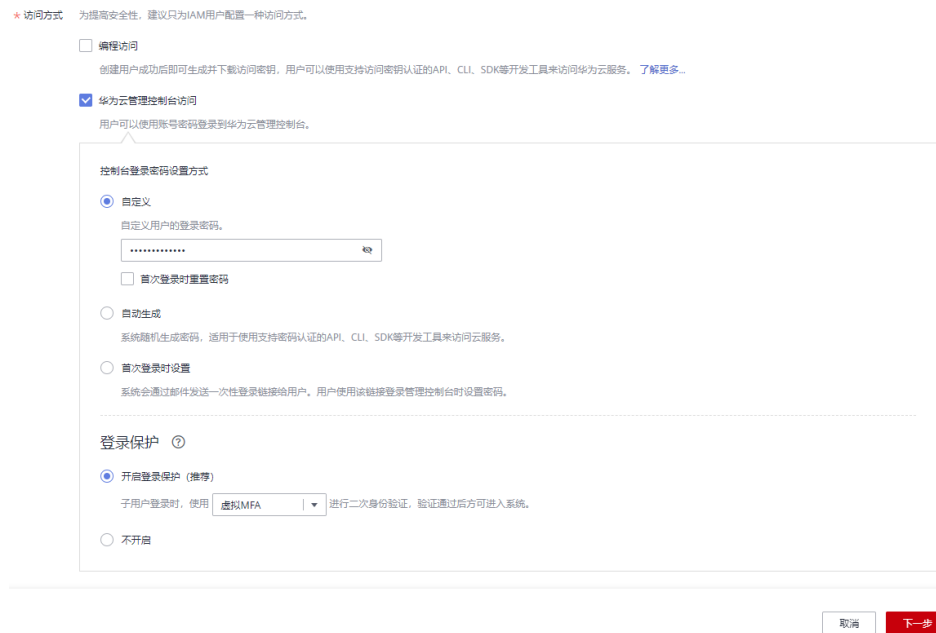 * 访问方式 为提高安全性，建议只为IAM用户配置一种访问方式。
编程访问
创建用户成功后即可生成并下载访问密钥，用户可以使用支持访问密钥认证的API、CLI、SDK等开发工具来访问华为云服务。 了解更多...
华为云管理控制台访问
用户可以使用账号密码登录到华为云管理控制台。
控制台登录密码设置方式
自定义
自定义用户的登录密码。
•••••••••••••
首次登录时重置密码
自动生成
系统随机生成密码，适用于使用支持密码认证的API、CLI、SDK等开发工具来访问云服务。
首次登录时设置
系统会通过邮件发送一次性登录链接给用户。用户使用该链接登录管理控制台时设置密码。
登录保护 ?
开启登录保护（推荐）
子用户登录时，使用 虚拟MFA 进行二次身份验证，验证通过后方可进入系统。
不开启
取消 下一步